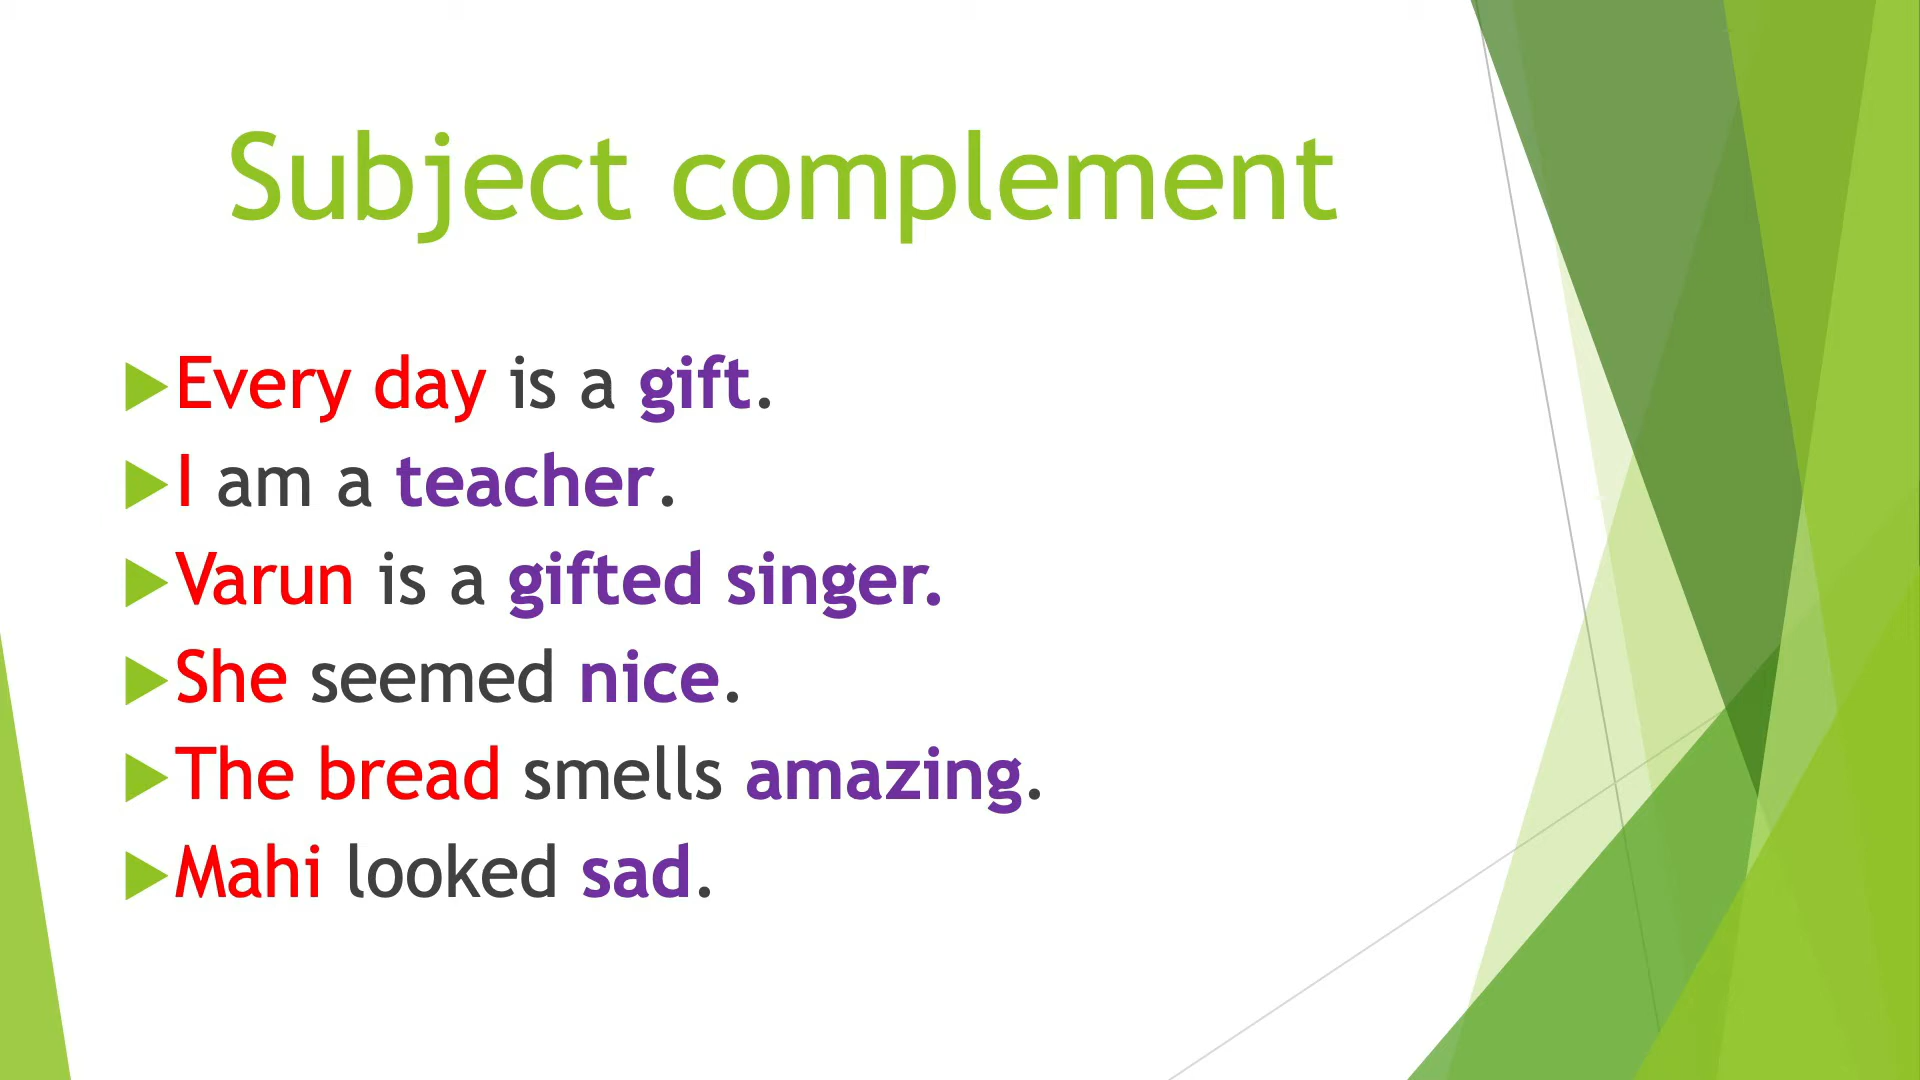 Subject complement
Every day is a gift.
I am a teacher.
Varun is a gifted singer.
She seemed nice.
The bread smells amazing.
Mahi looked sad.